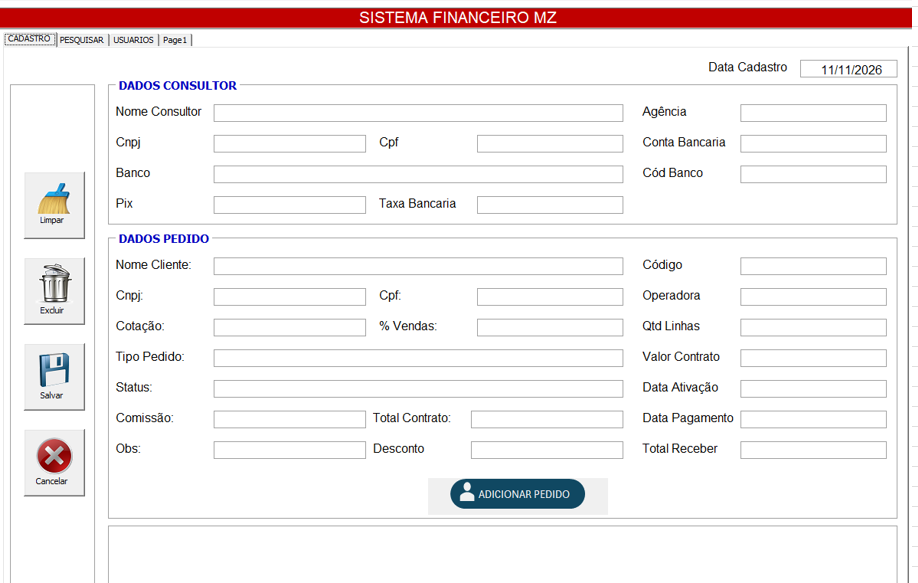 SISTEMA FINANCEIRO MZ
CADASTRO PESQUISAR USUARIOS Page1
Data Cadastro 11/11/2026
DADOS CONSULTOR
Nome Consultor Agência
Cnpj Cpf Conta Bancaria
Banco Cód Banco
Pix Taxa Bancaria
Limpar
DADOS PEDIDO
Nome Cliente: Código
Cnpj: Cpf: Operadora
Excluir
Cotação: % Vendas: Qtd Linhas
Tipo Pedido: Valor Contrato
Status: Data Ativação
Salvar
Comissão: Total Contrato: Data Pagamento
Obs: Desconto Total Receber
Cancelar
ADICIONAR PEDIDO